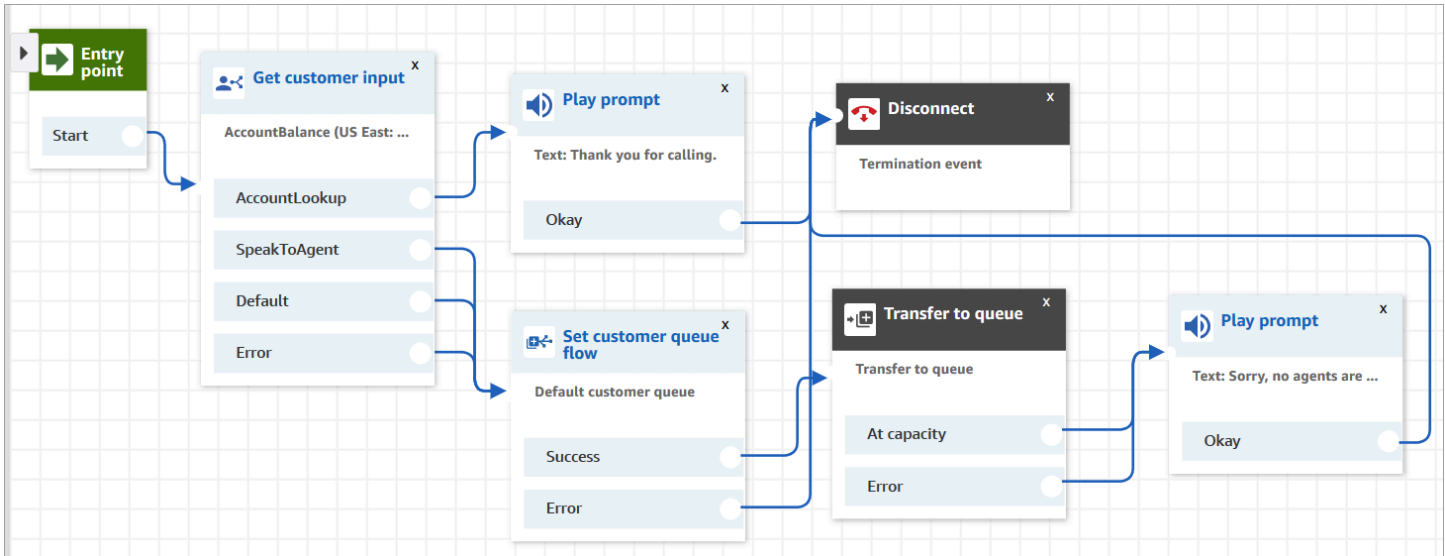 Entry
point
Start
Get customer input
x
AccountBalance (US East: ...
AccountLookup
SpeakToAgent
Default
Error
Play prompt
x
Text: Thank you for calling.
Okay
Disconnect
x
Termination event
Set customer queue
flow
x
Default customer queue
Success
Error
Transfer to queue
x
Transfer to queue
At capacity
Error
Play prompt
x
Text: Sorry, no agents are ...
Okay